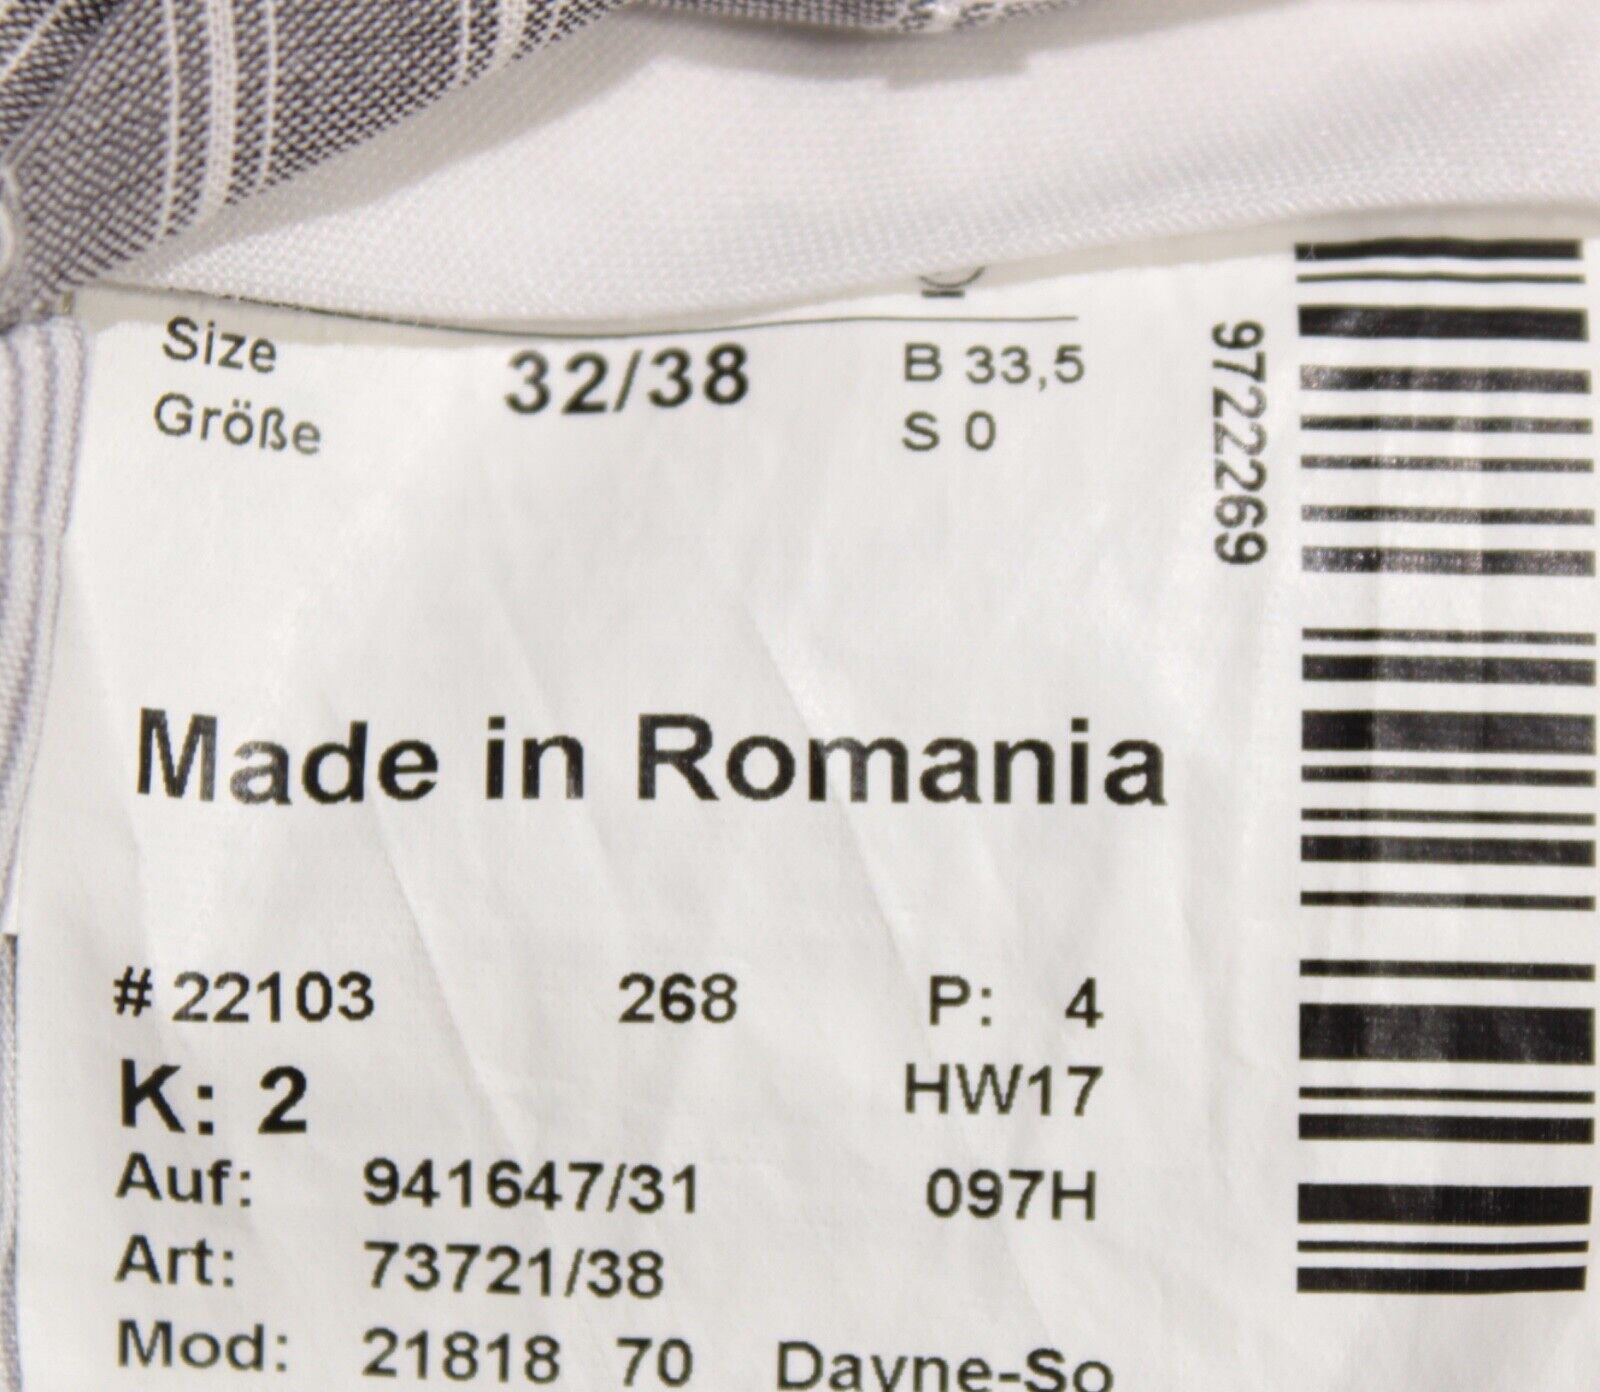 Size 32/38 B 33,5
Größe S 0
9722269
Made in Romania
# 22103 268 P: 4
K: 2 HW17
Auf: 941647/31 097H
Art: 73721/38
Mod: 21818 70 Dayne-So